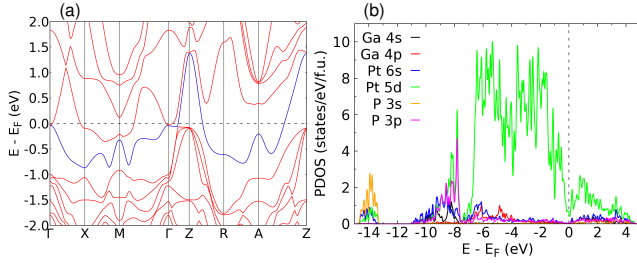 (a)
E - EF (eV)
2.0
1.5
1.0
0.5
0.0
-0.5
-1.0
-1.5
-2.0
Γ X M Γ Z R A Z
(b)
PDOS (states/eV/f.u.)
10
8
6
4
2
0
Ga 4s
Ga 4p
Pt 6s
Pt 5d
P 3s
P 3p
-14 -12 -10 -8 -6 -4 -2 0 2 4
E - EF (eV)